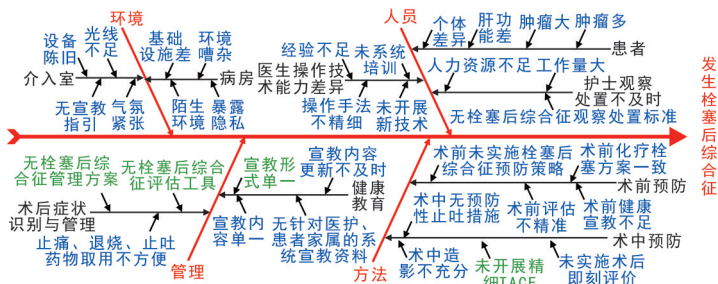 环境
设备
陈旧
光线
不足
基础
设施差
环境
嘈杂
介入室
病房
无宣教
指引
气氛
紧张
陌生
环境
暴露
隐私
人员
个体
差异
肝功
能差
肿瘤大
肿瘤多
患者
经验不足
未系统
培训
医生操作技
术能力差异
操作手法
不精细
未开展
新技术
人力资源不足
工作量大
护士观察
处置不及时
无栓塞后综合征观察处置标准
发生栓塞后综合征
无栓塞后综
合征管理方案
无栓塞后综合
征评估工具
术后症状
识别与管理
止痛、退烧、止吐
药物取用不方便
宣教形
式单一
宣教内容
更新不及时
健康
教育
宣教内
容单一
无针对医护、
患者家属的系
统宣教资料
管理
术前未实施栓塞后
综合征预防策略
术前化疗栓
塞方案一致
术前预防
术前评估
不精准
术前健康
宣教不足
术中无预防
性止吐措施
术中预防
术中造
影不充分
未开展精
细TACE
未实施术后
即刻评价
方法